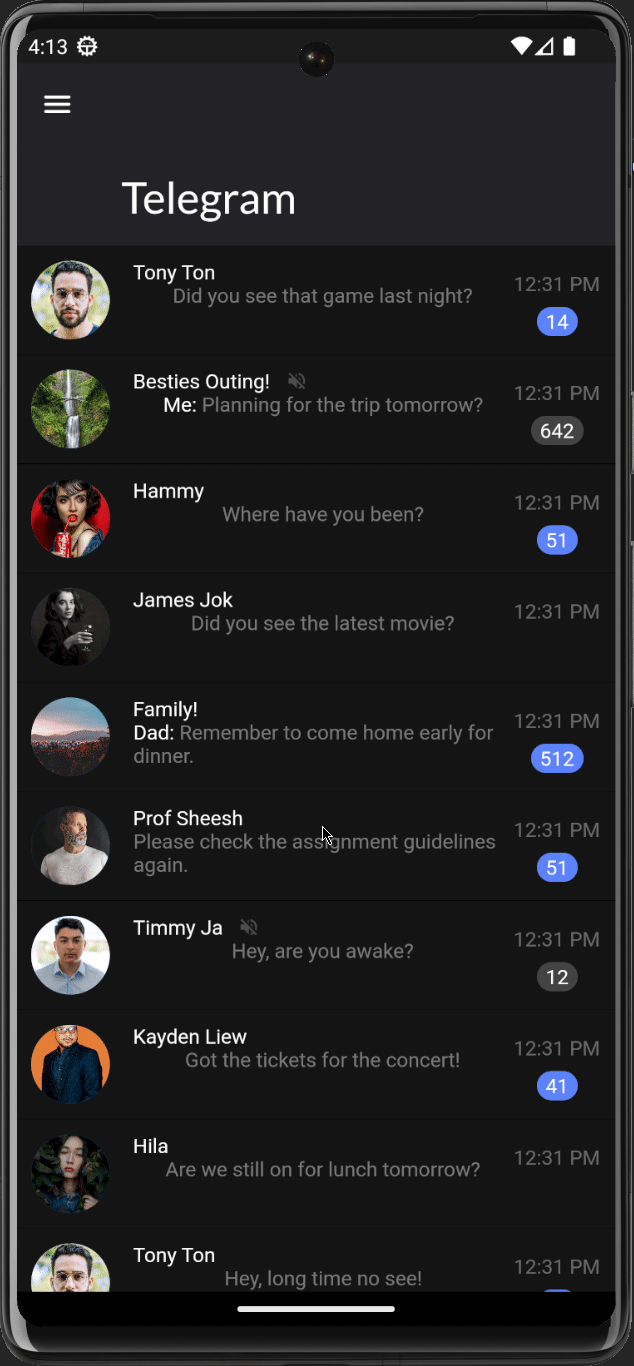 4:13
Telegram
Tony Ton
Did you see that game last night?
12:31 PM
14
Besties Outing!
Me: Planning for the trip tomorrow?
12:31 PM
642
Hammy
Where have you been?
12:31 PM
51
James Jok
Did you see the latest movie?
12:31 PM
Family!
Dad: Remember to come home early for
dinner.
12:31 PM
512
Prof Sheesh
Please check the assignment guidelines
again.
12:31 PM
51
Timmy Ja
Hey, are you awake?
12:31 PM
12
Kayden Liew
Got the tickets for the concert!
12:31 PM
41
Hila
Are we still on for lunch tomorrow?
12:31 PM
Tony Ton
Hey, long time no see!
12:31 PM